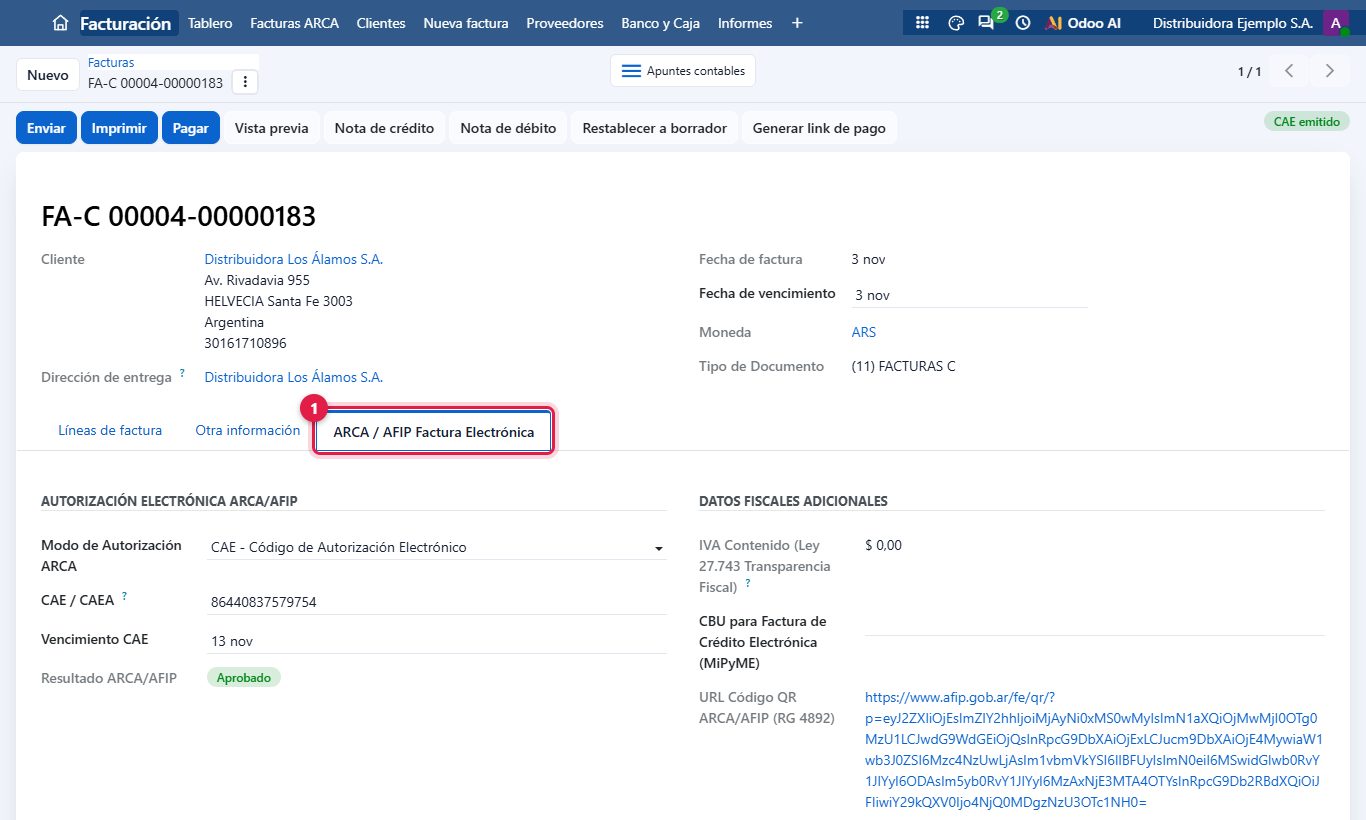 Facturación Tablero Facturas ARCA Clientes Nueva factura Proveedores Banco y Caja Informes + 2 Odoo AI Distribuidora Ejemplo S.A. A
Nuevo
Facturas
FA-C 00004-00000183
Apuntes contables
1 / 1
Enviar Imprimir Pagar Vista previa Nota de crédito Nota de débito Restablecer a borrador Generar link de pago
CAE emitido
FA-C 00004-00000183
Cliente
Distribuidora Los Álamos S.A.
Av. Rivadavia 955
HELVECIA Santa Fe 3003
Argentina
30161710896
Dirección de entrega ?
Distribuidora Los Álamos S.A.
Fecha de factura 3 nov
Fecha de vencimiento 3 nov
Moneda ARS
Tipo de Documento (11) FACTURAS C
1
Líneas de factura Otra información ARCA / AFIP Factura Electrónica
AUTORIZACIÓN ELECTRÓNICA ARCA/AFIP
Modo de Autorización
ARCA
CAE - Código de Autorización Electrónico
CAE / CAEA ? 86440837579754
Vencimiento CAE 13 nov
Resultado ARCA/AFIP Aprobado
DATOS FISCALES ADICIONALES
IVA Contenido (Ley
27.743 Transparencia
Fiscal) ?
$ 0,00
CBU para Factura de
Crédito Electrónica
(MiPyME)
URL Código QR
ARCA/AFIP (RG 4892)
https://www.afip.gob.ar/fe/qr/?